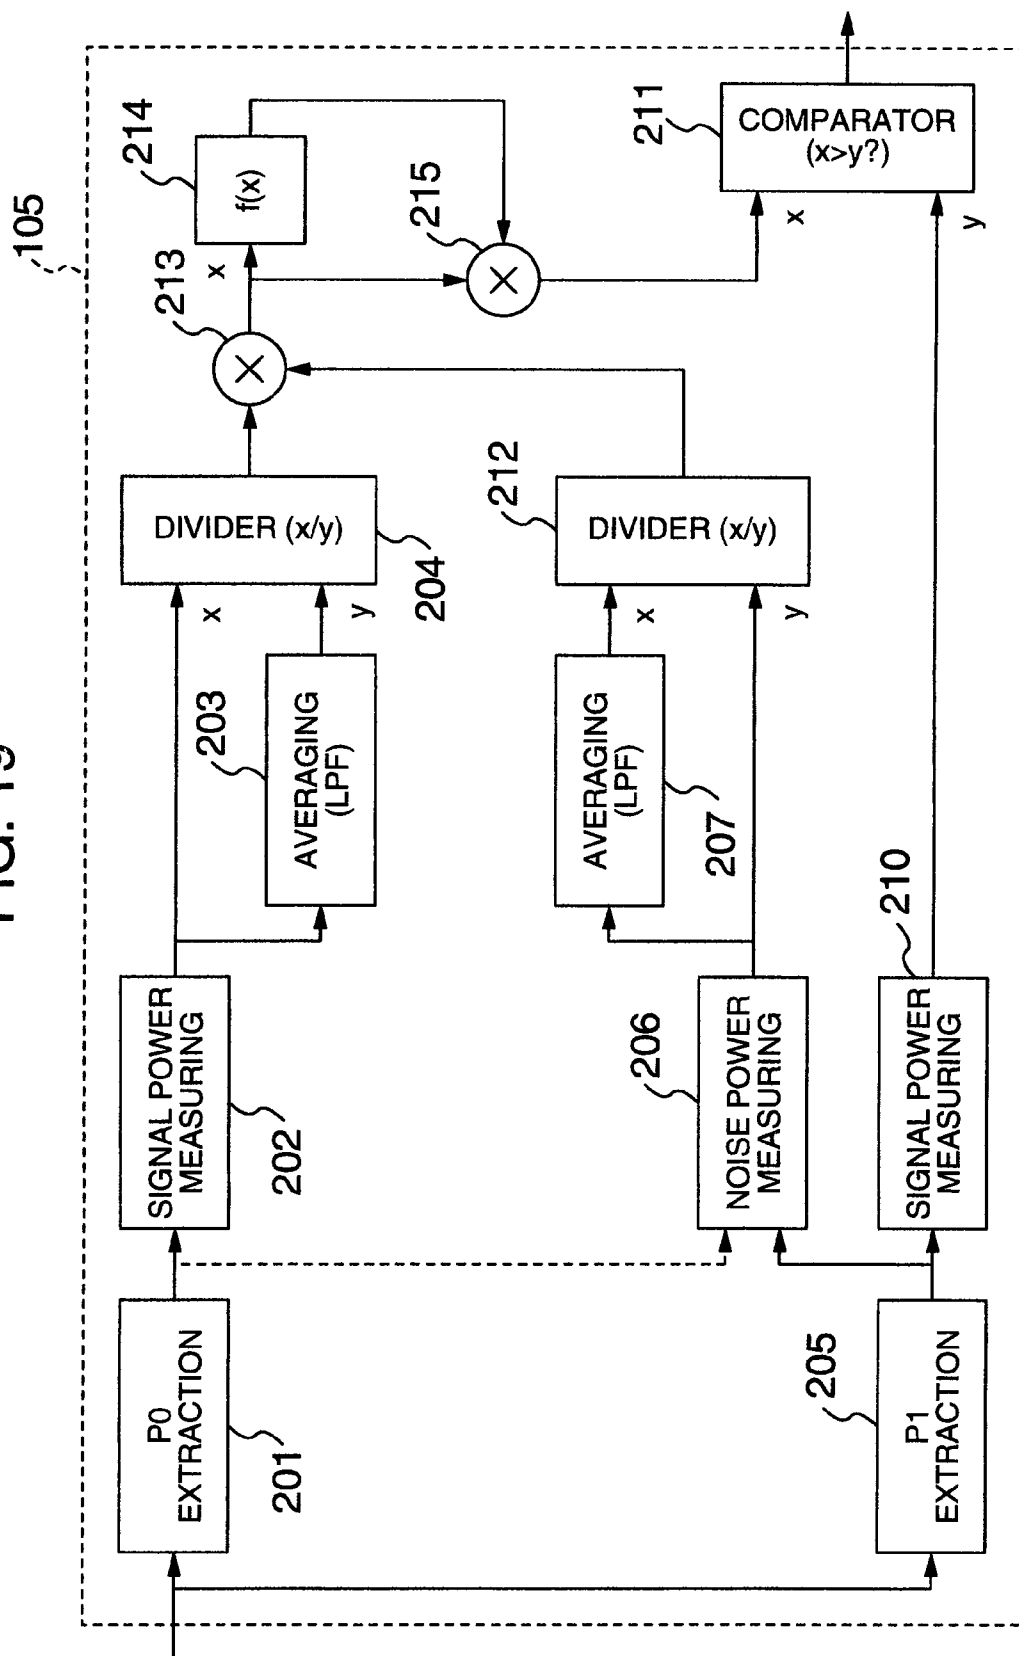 FIG. 19
105
P0
EXTRACTION
201
SIGNAL POWER
MEASURING
202
AVERAGING
(LPF)
203
x
y
DIVIDER (x/y)
204
213
x
f(x)
214
215
P1
EXTRACTION
205
NOISE POWER
MEASURING
206
AVERAGING
(LPF)
207
x
y
DIVIDER (x/y)
212
SIGNAL POWER
MEASURING
210
x
y
COMPARATOR
(x>y?)
211